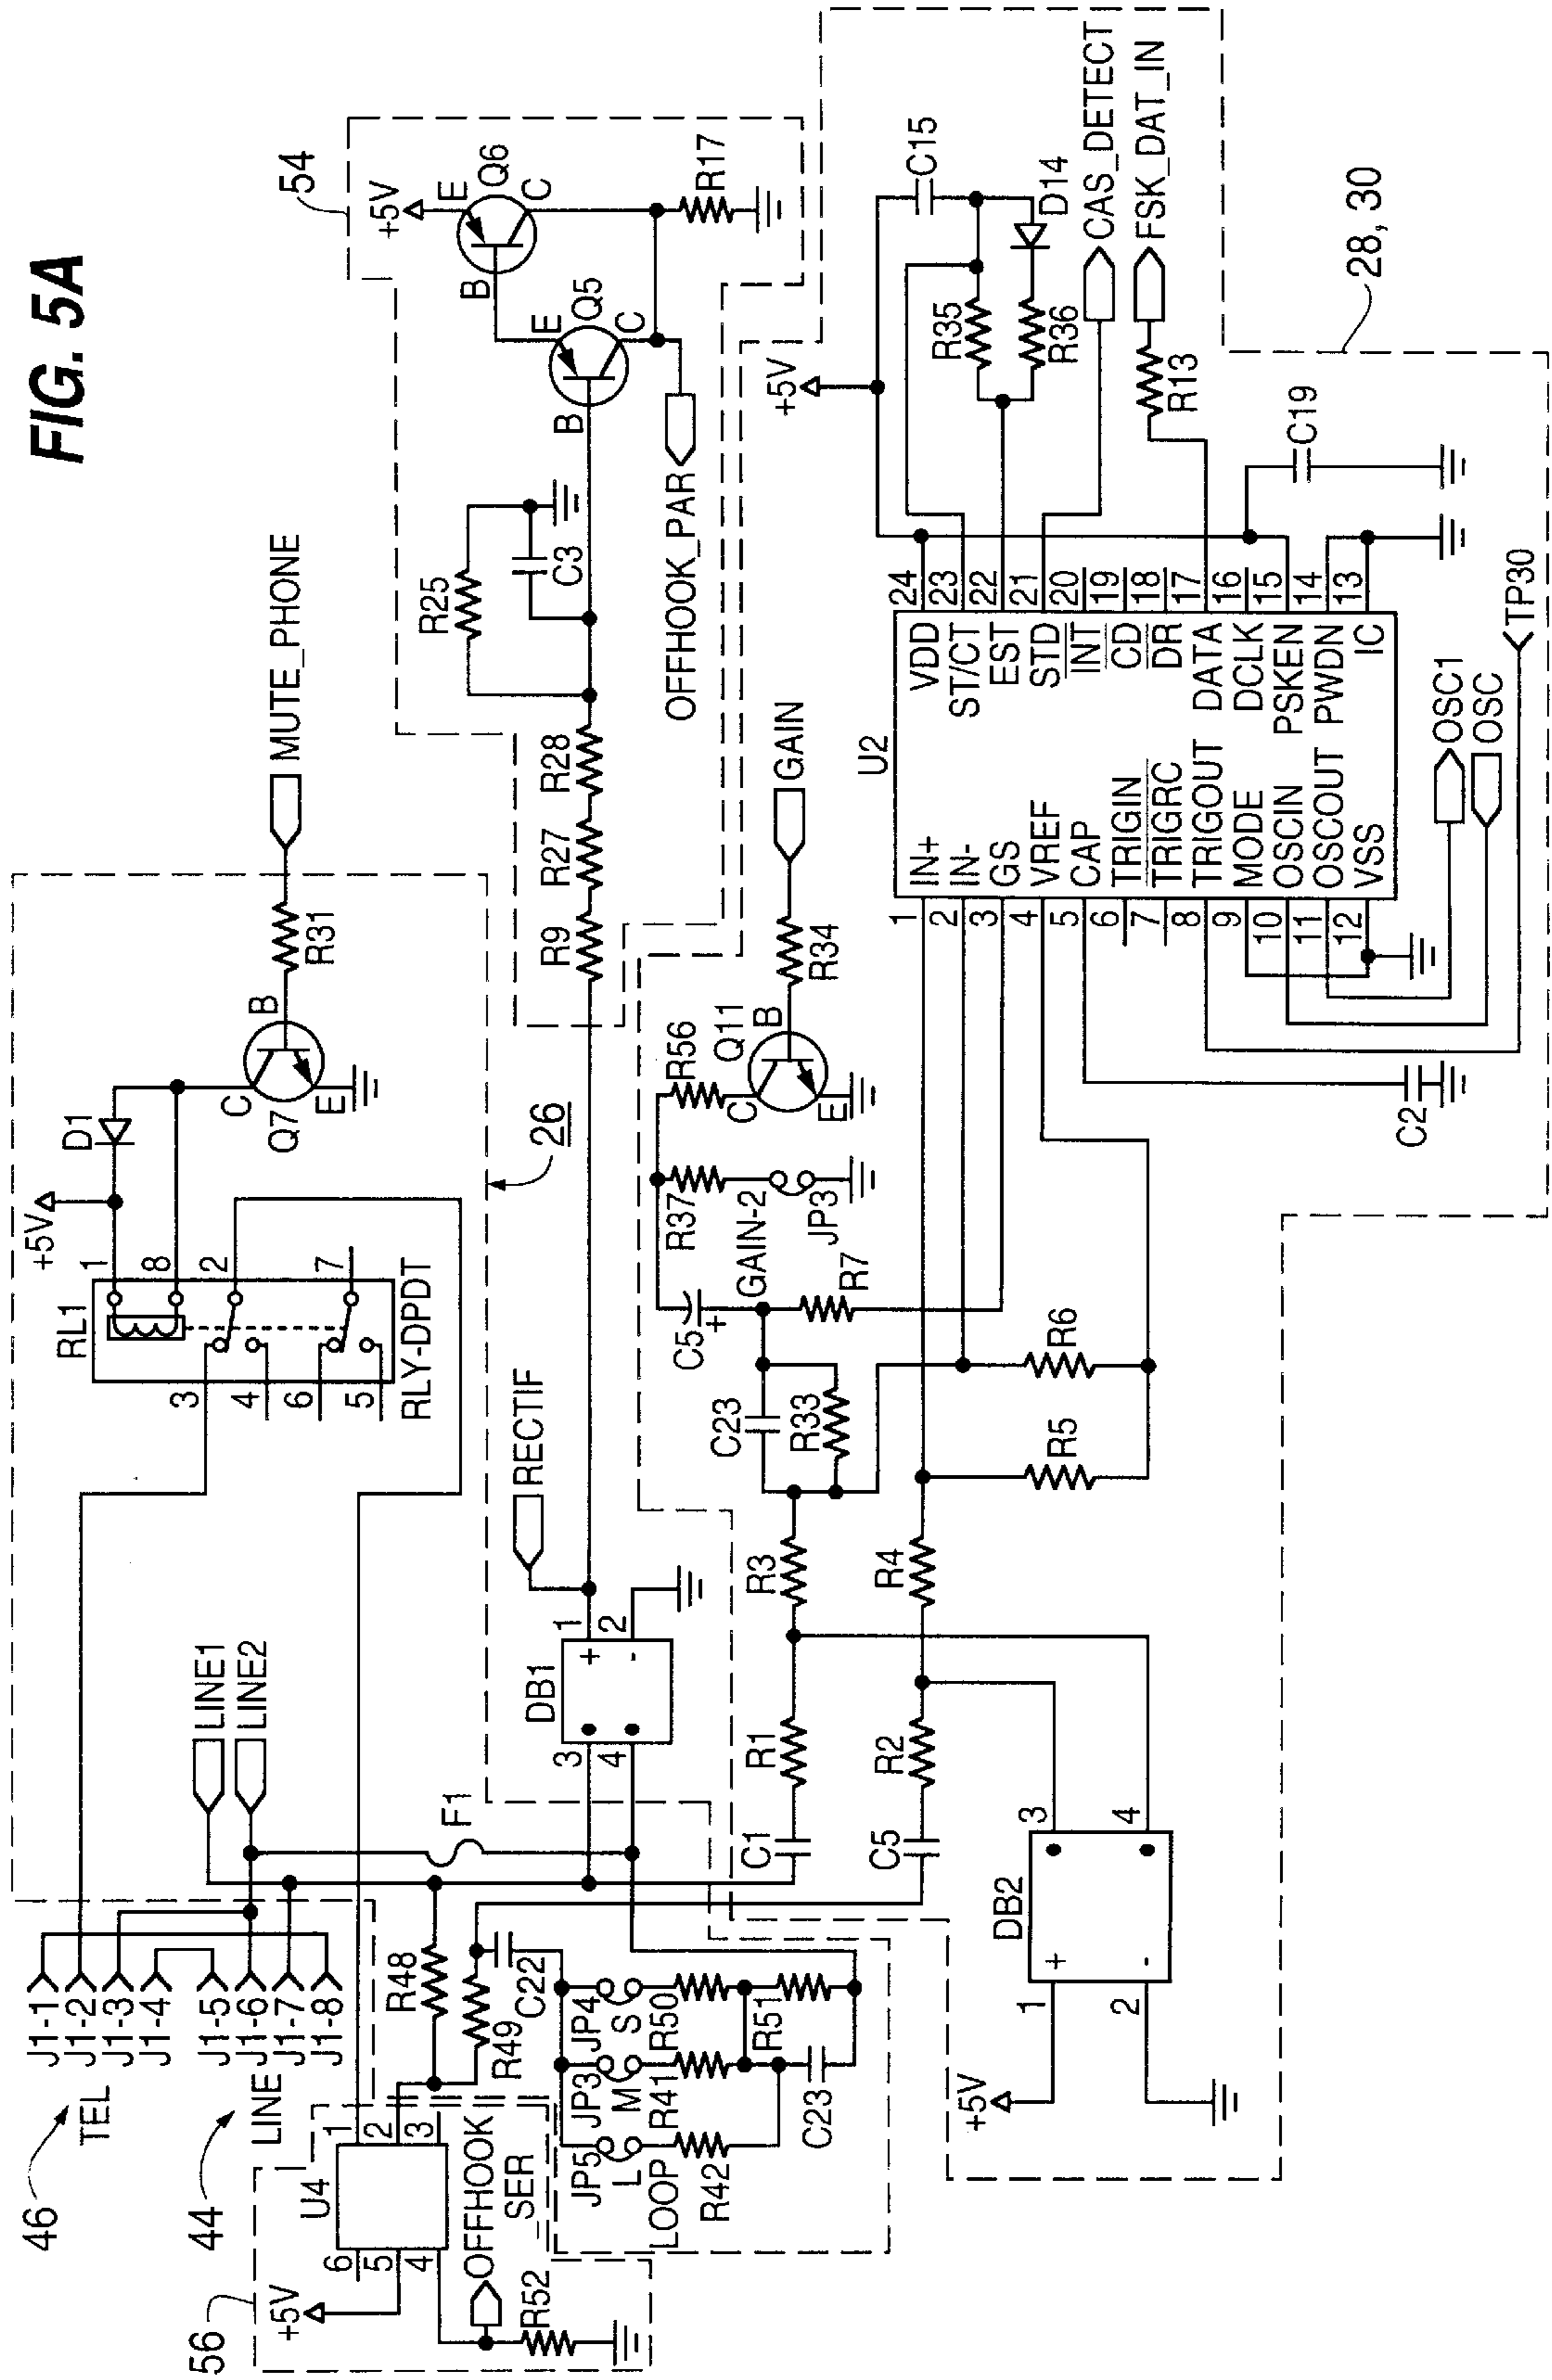 FIG. 5A
46
TEL
J1-1
J1-2
J1-3
J1-4
44
LINE
J1-5
J1-6
J1-7
J1-8
LINE1
LINE2
F1
+5V
RL1
1
8
2
7
3
4
6
5
RLY-DPDT
D1
C
B
E
Q7
R31
MUTE_PHONE
26
56
+5V
U4
6
5
4
1
2
3
OFFHOOK
SER
R52
R48
R49
C22
JP5
JP3
JP4
L
M
S
LOOP
R42
R41
R50
R51
C23
DB1
3
4
1
2
+
-
RECTIF
R9
R27
R28
R25
C3
54
+5V
E
Q6
C
B
E
Q5
C
B
R17
OFFHOOK_PAR
C1
R1
R3
C5
R2
R4
DB2
+5V
1
2
+
-
3
4
C23
R33
C5
+
R7
R37
GAIN-2
JP3
R56
Q11
C
B
E
R34
GAIN
R5
R6
C2
U2
1
2
3
4
5
6
7
8
9
10
11
12
IN+
IN-
GS
VREF
CAP
TRIGIN
TRIGRC
TRIGOUT
MODE
OSCIN
OSCOUT
VSS
VDD
ST/CT
EST
STD
INT
CD
DR
DATA
DCLK
PSKEN
PWDN
IC
24
23
22
21
20
19
18
17
16
15
14
13
+5V
C15
R35
R36
D14
CAS_DETECT
FSK_DAT_IN
R13
C19
OSC1
OSC
TP30
28, 30